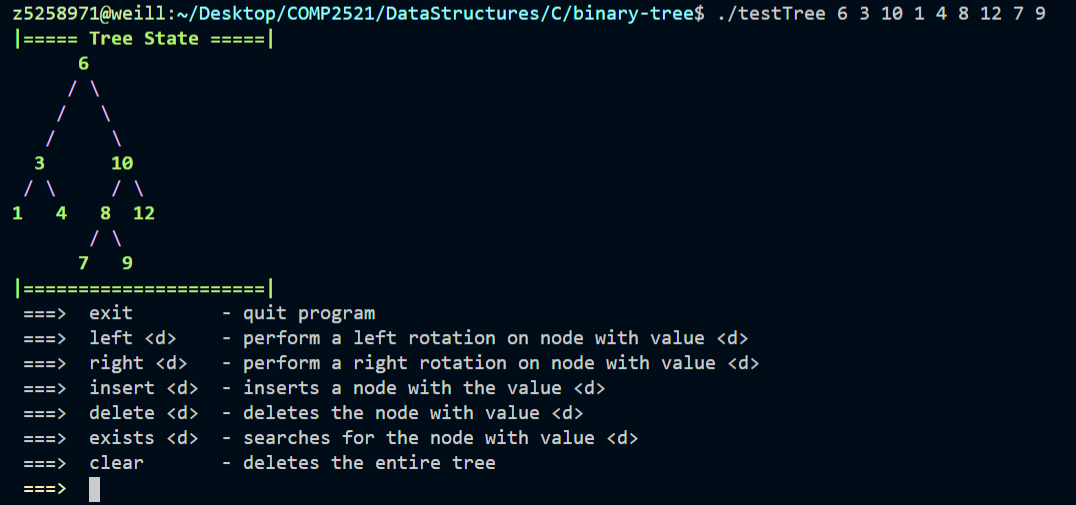 z5258971@weill:~/Desktop/COMP2521/DataStructures/C/binary-tree$ ./testTree 6 3 10 1 4 8 12 7 9
|===== Tree State =====|
      6
     / \
    /   \
   /     \
  3      10
 / \     / \
1   4   8  12
       / \
      7   9
|======================|
===>  exit        - quit program
===>  left <d>    - perform a left rotation on node with value <d>
===>  right <d>   - perform a right rotation on node with value <d>
===>  insert <d>  - inserts a node with the value <d>
===>  delete <d>  - deletes the node with value <d>
===>  exists <d>  - searches for the node with value <d>
===>  clear       - deletes the entire tree
===>